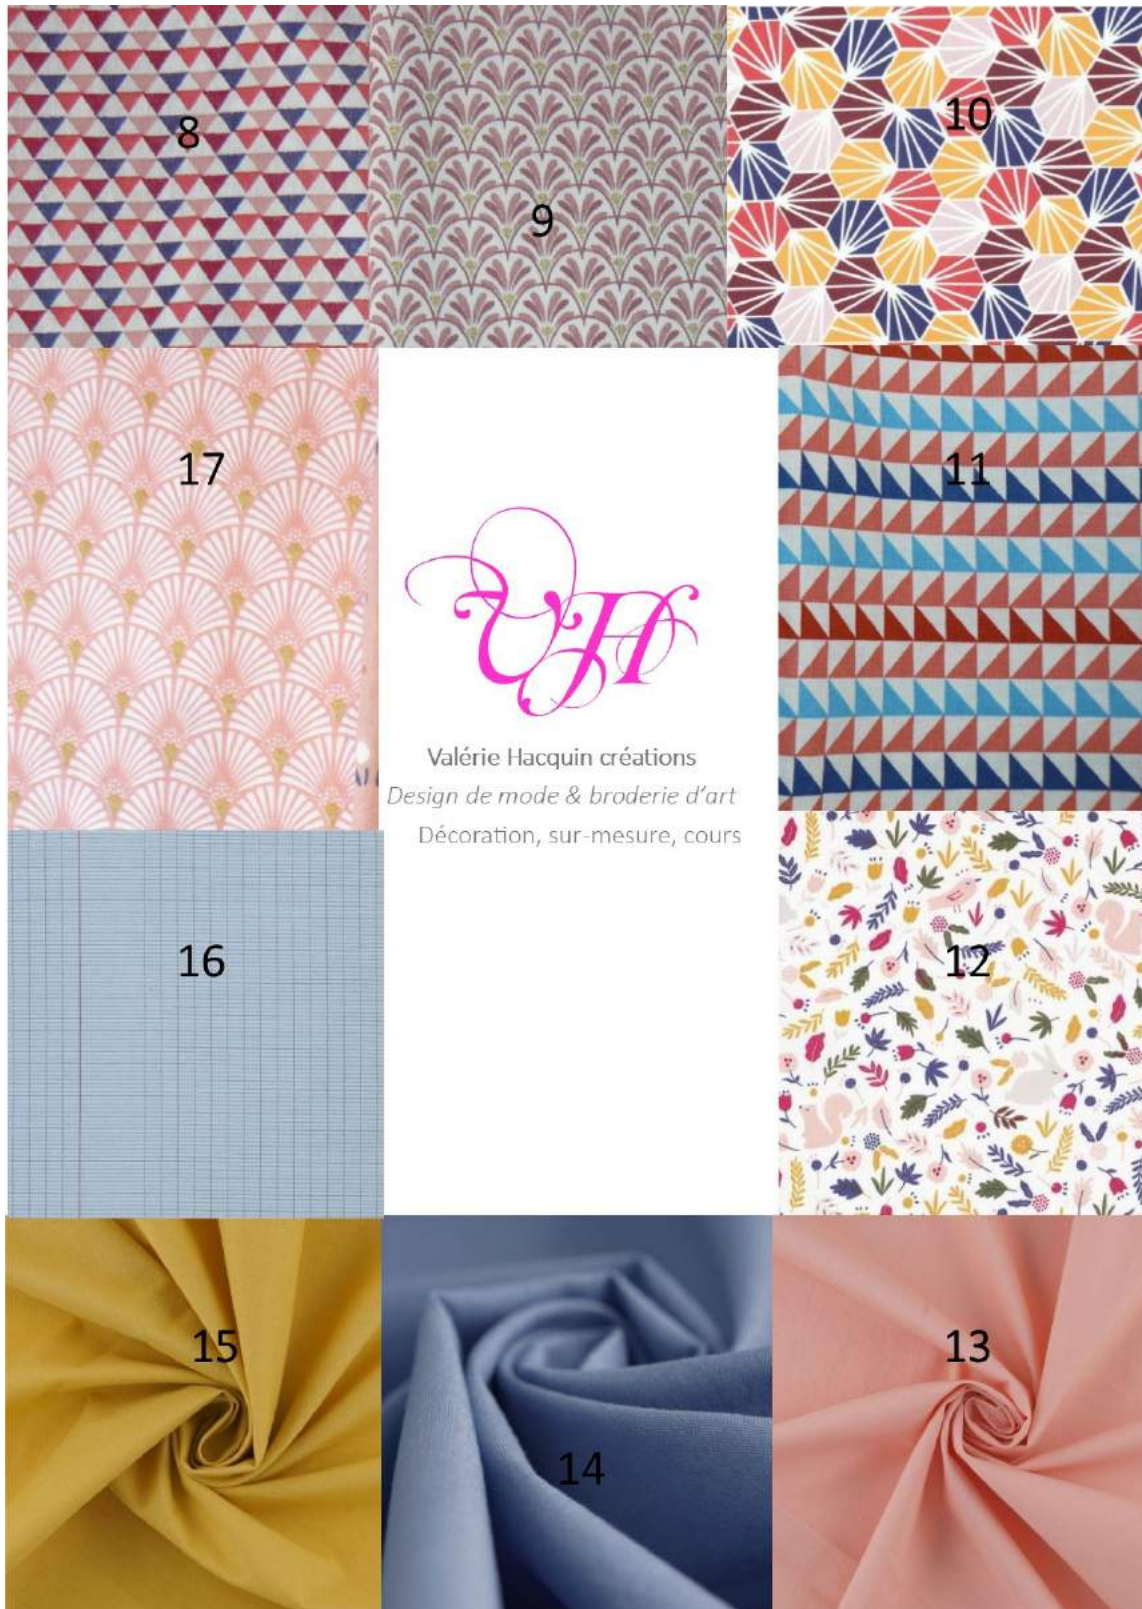 8
9
10
17
11
VH
Valérie Hacquin créations
Design de mode & broderie d'art
Décoration, sur-mesure, cours
16
12
15
14
13